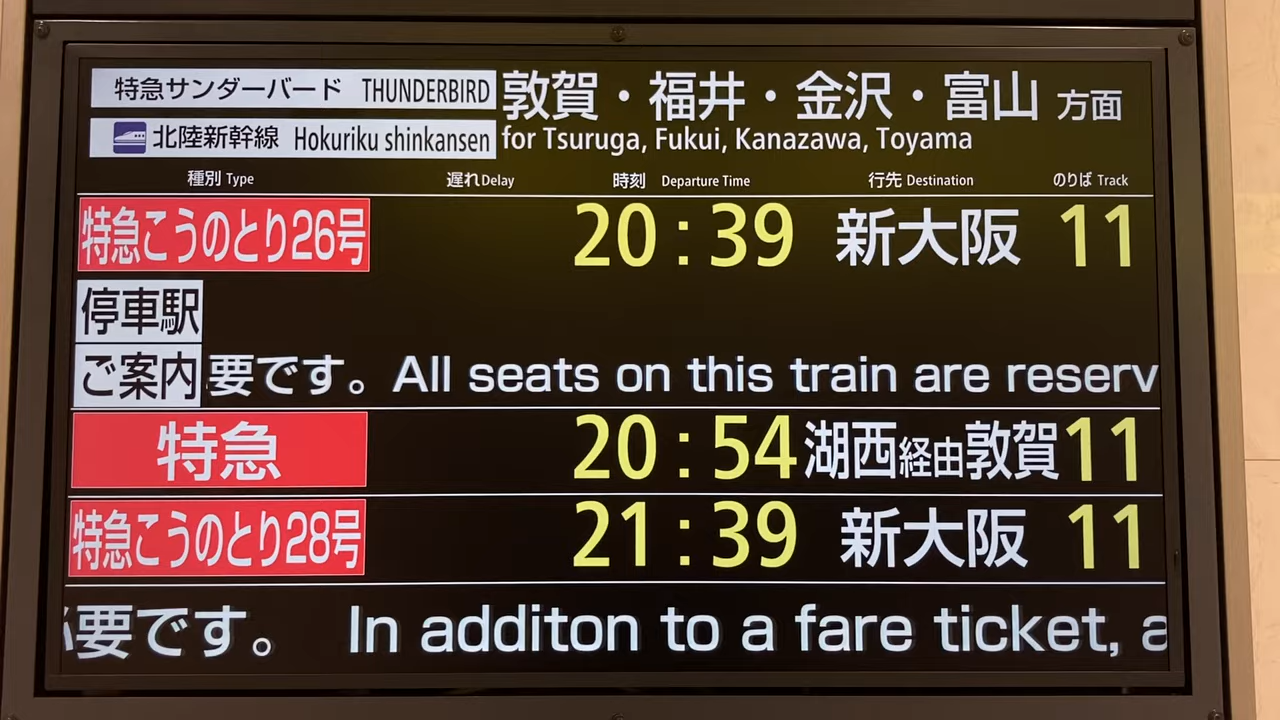 特急サンダーバード THUNDERBIRD 敦賀・福井・金沢・富山 方面
北陸新幹線 Hokuriku shinkansen for Tsuruga, Fukui, Kanazawa, Toyama
種別 Type 遅れ Delay 時刻 Departure Time 行先 Destination のりば Track
特急こうのとり26号 20:39 新大阪 11
停車駅
ご案内 要です。 All seats on this train are reserv
特急 20:54 湖西経由敦賀 11
特急こうのとり28号 21:39 新大阪 11
要です。 In additon to a fare ticket, a